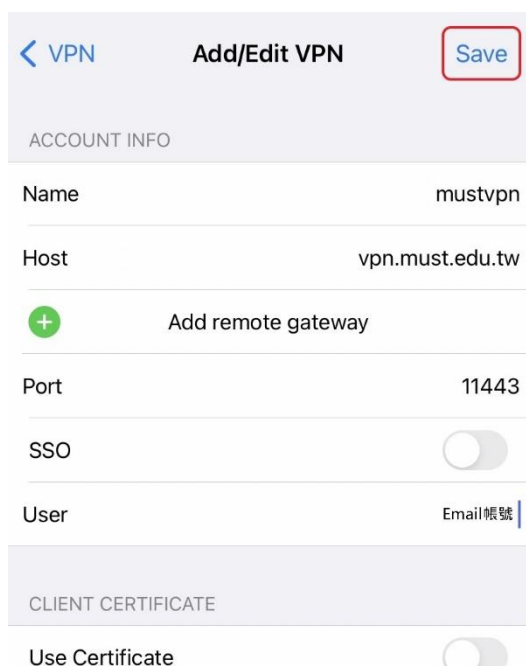 VPN Add/Edit VPN Save
ACCOUNT INFO
Name mustvpn
Host vpn.must.edu.tw
Add remote gateway
Port 11443
SSO
User Email帳號
CLIENT CERTIFICATE
Use Certificate